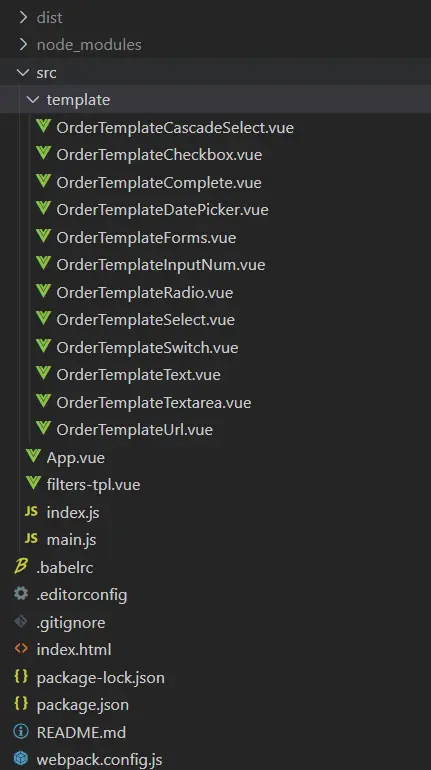 dist
node_modules
src
template
OrderTemplateCascadeSelect.vue
OrderTemplateCheckbox.vue
OrderTemplateComplete.vue
OrderTemplateDatePicker.vue
OrderTemplateForms.vue
OrderTemplateInputNum.vue
OrderTemplateRadio.vue
OrderTemplateSelect.vue
OrderTemplateSwitch.vue
OrderTemplateText.vue
OrderTemplateTextarea.vue
OrderTemplateUrl.vue
App.vue
filters-tpl.vue
JS index.js
JS main.js
.babelrc
.editorconfig
.gitignore
index.html
package-lock.json
package.json
README.md
webpack.config.js